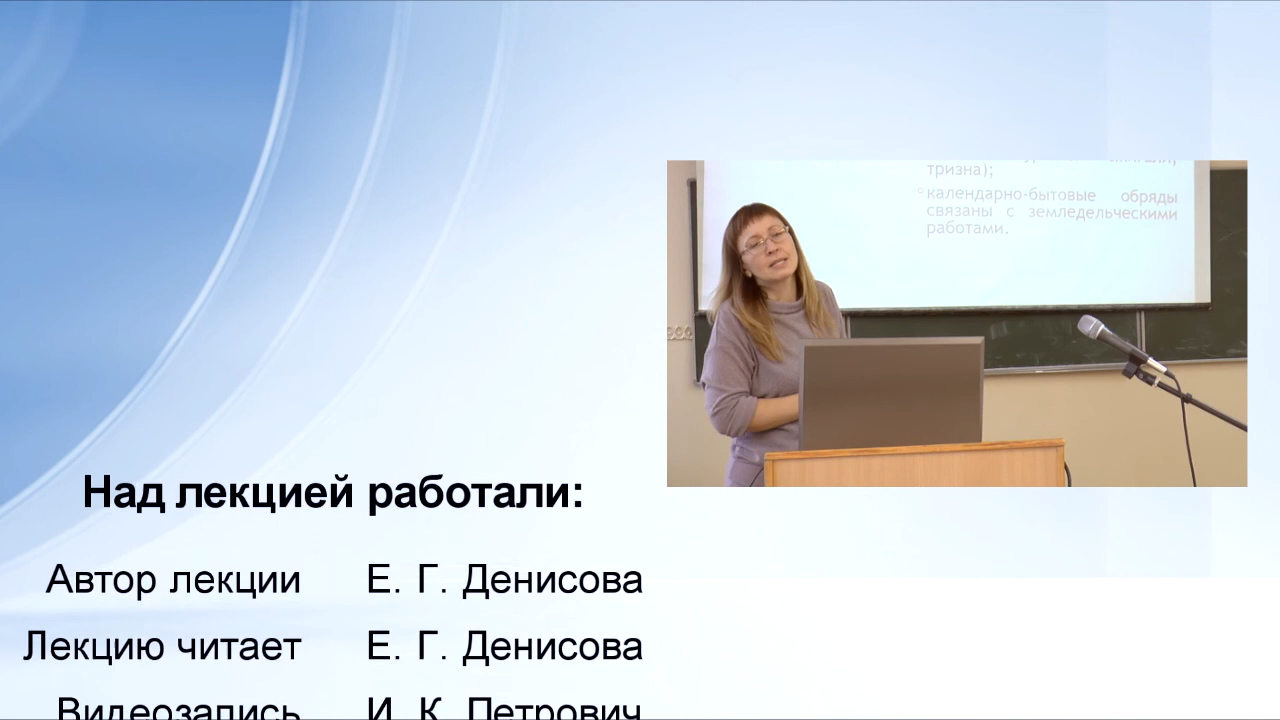 тризна);
календарно-бытовые обряды
связаны с земледельческими
работами.
Над лекцией работали:
Автор лекции Е. Г. Денисова
Лекцию читает Е. Г. Денисова
Видеозапись И. К. Петрович